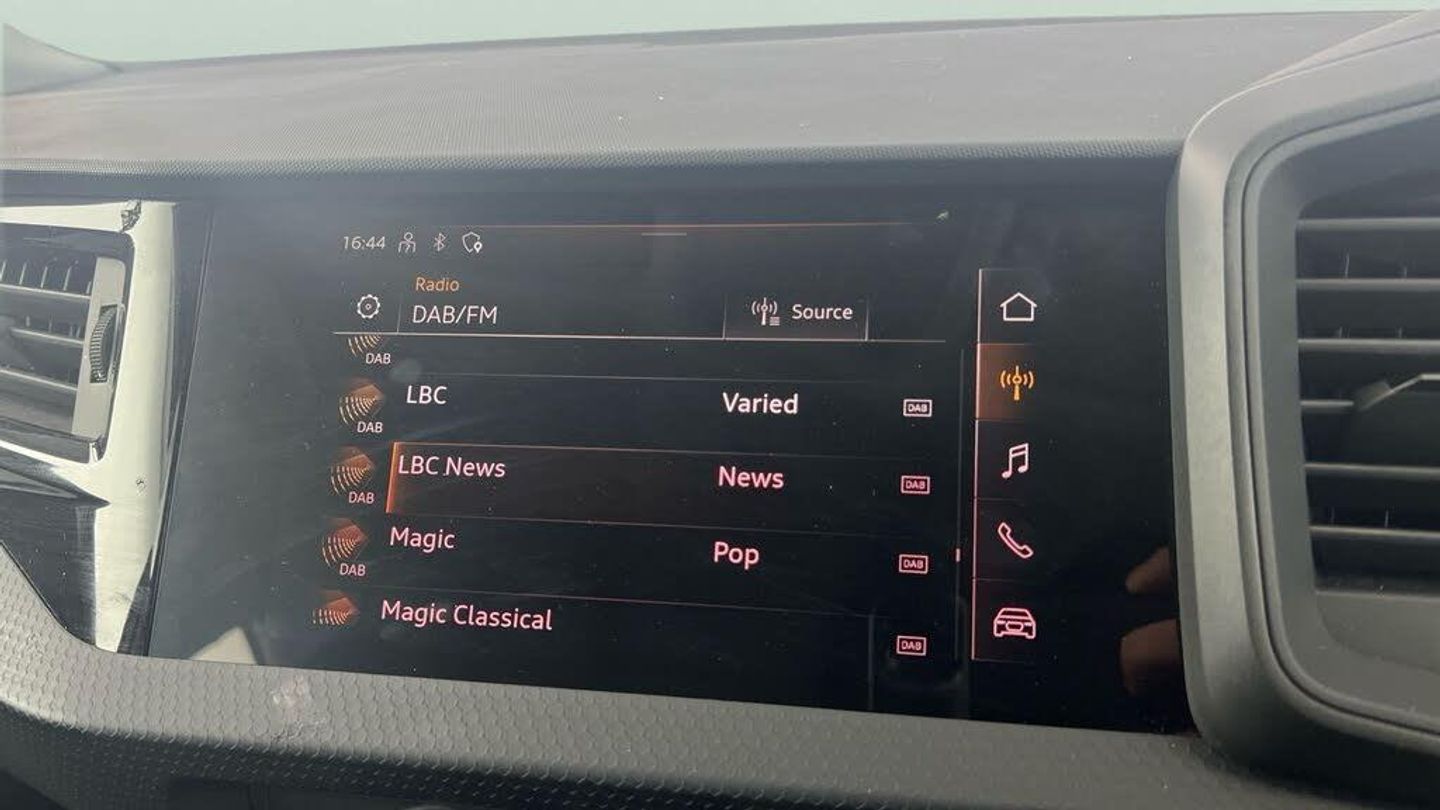 16:44
Radio
DAB/FM
Source
DAB
LBC Varied DAB
DAB
LBC News News DAB
DAB
Magic Pop DAB
DAB
Magic Classical DAB